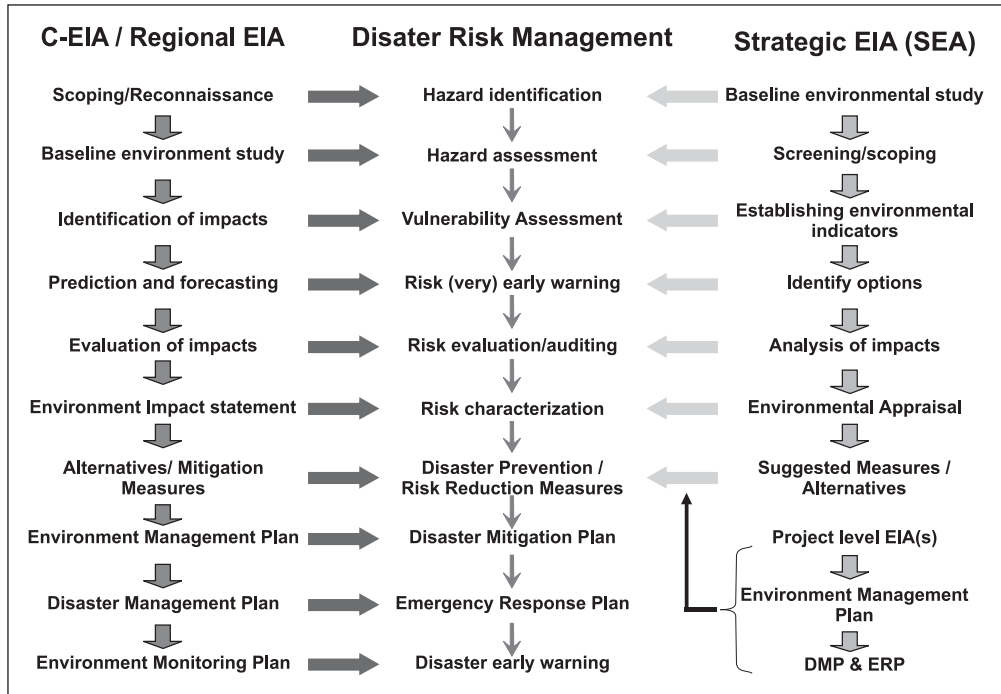 C-EIA / Regional EIA
Scoping/Reconnaissance
Baseline environment study
Identification of impacts
Prediction and forecasting
Evaluation of impacts
Environment Impact statement
Alternatives/ Mitigation
Measures
Environment Management Plan
Disaster Management Plan
Environment Monitoring Plan
Disater Risk Management
Hazard identification
Hazard assessment
Vulnerability Assessment
Risk (very) early warning
Risk evaluation/auditing
Risk characterization
Disaster Prevention /
Risk Reduction Measures
Disaster Mitigation Plan
Emergency Response Plan
Disaster early warning
Strategic EIA (SEA)
Baseline environmental study
Screening/scoping
Establishing environmental
indicators
Identify options
Analysis of impacts
Environmental Appraisal
Suggested Measures /
Alternatives
Project level EIA(s)
Environment Management
Plan
DMP & ERP